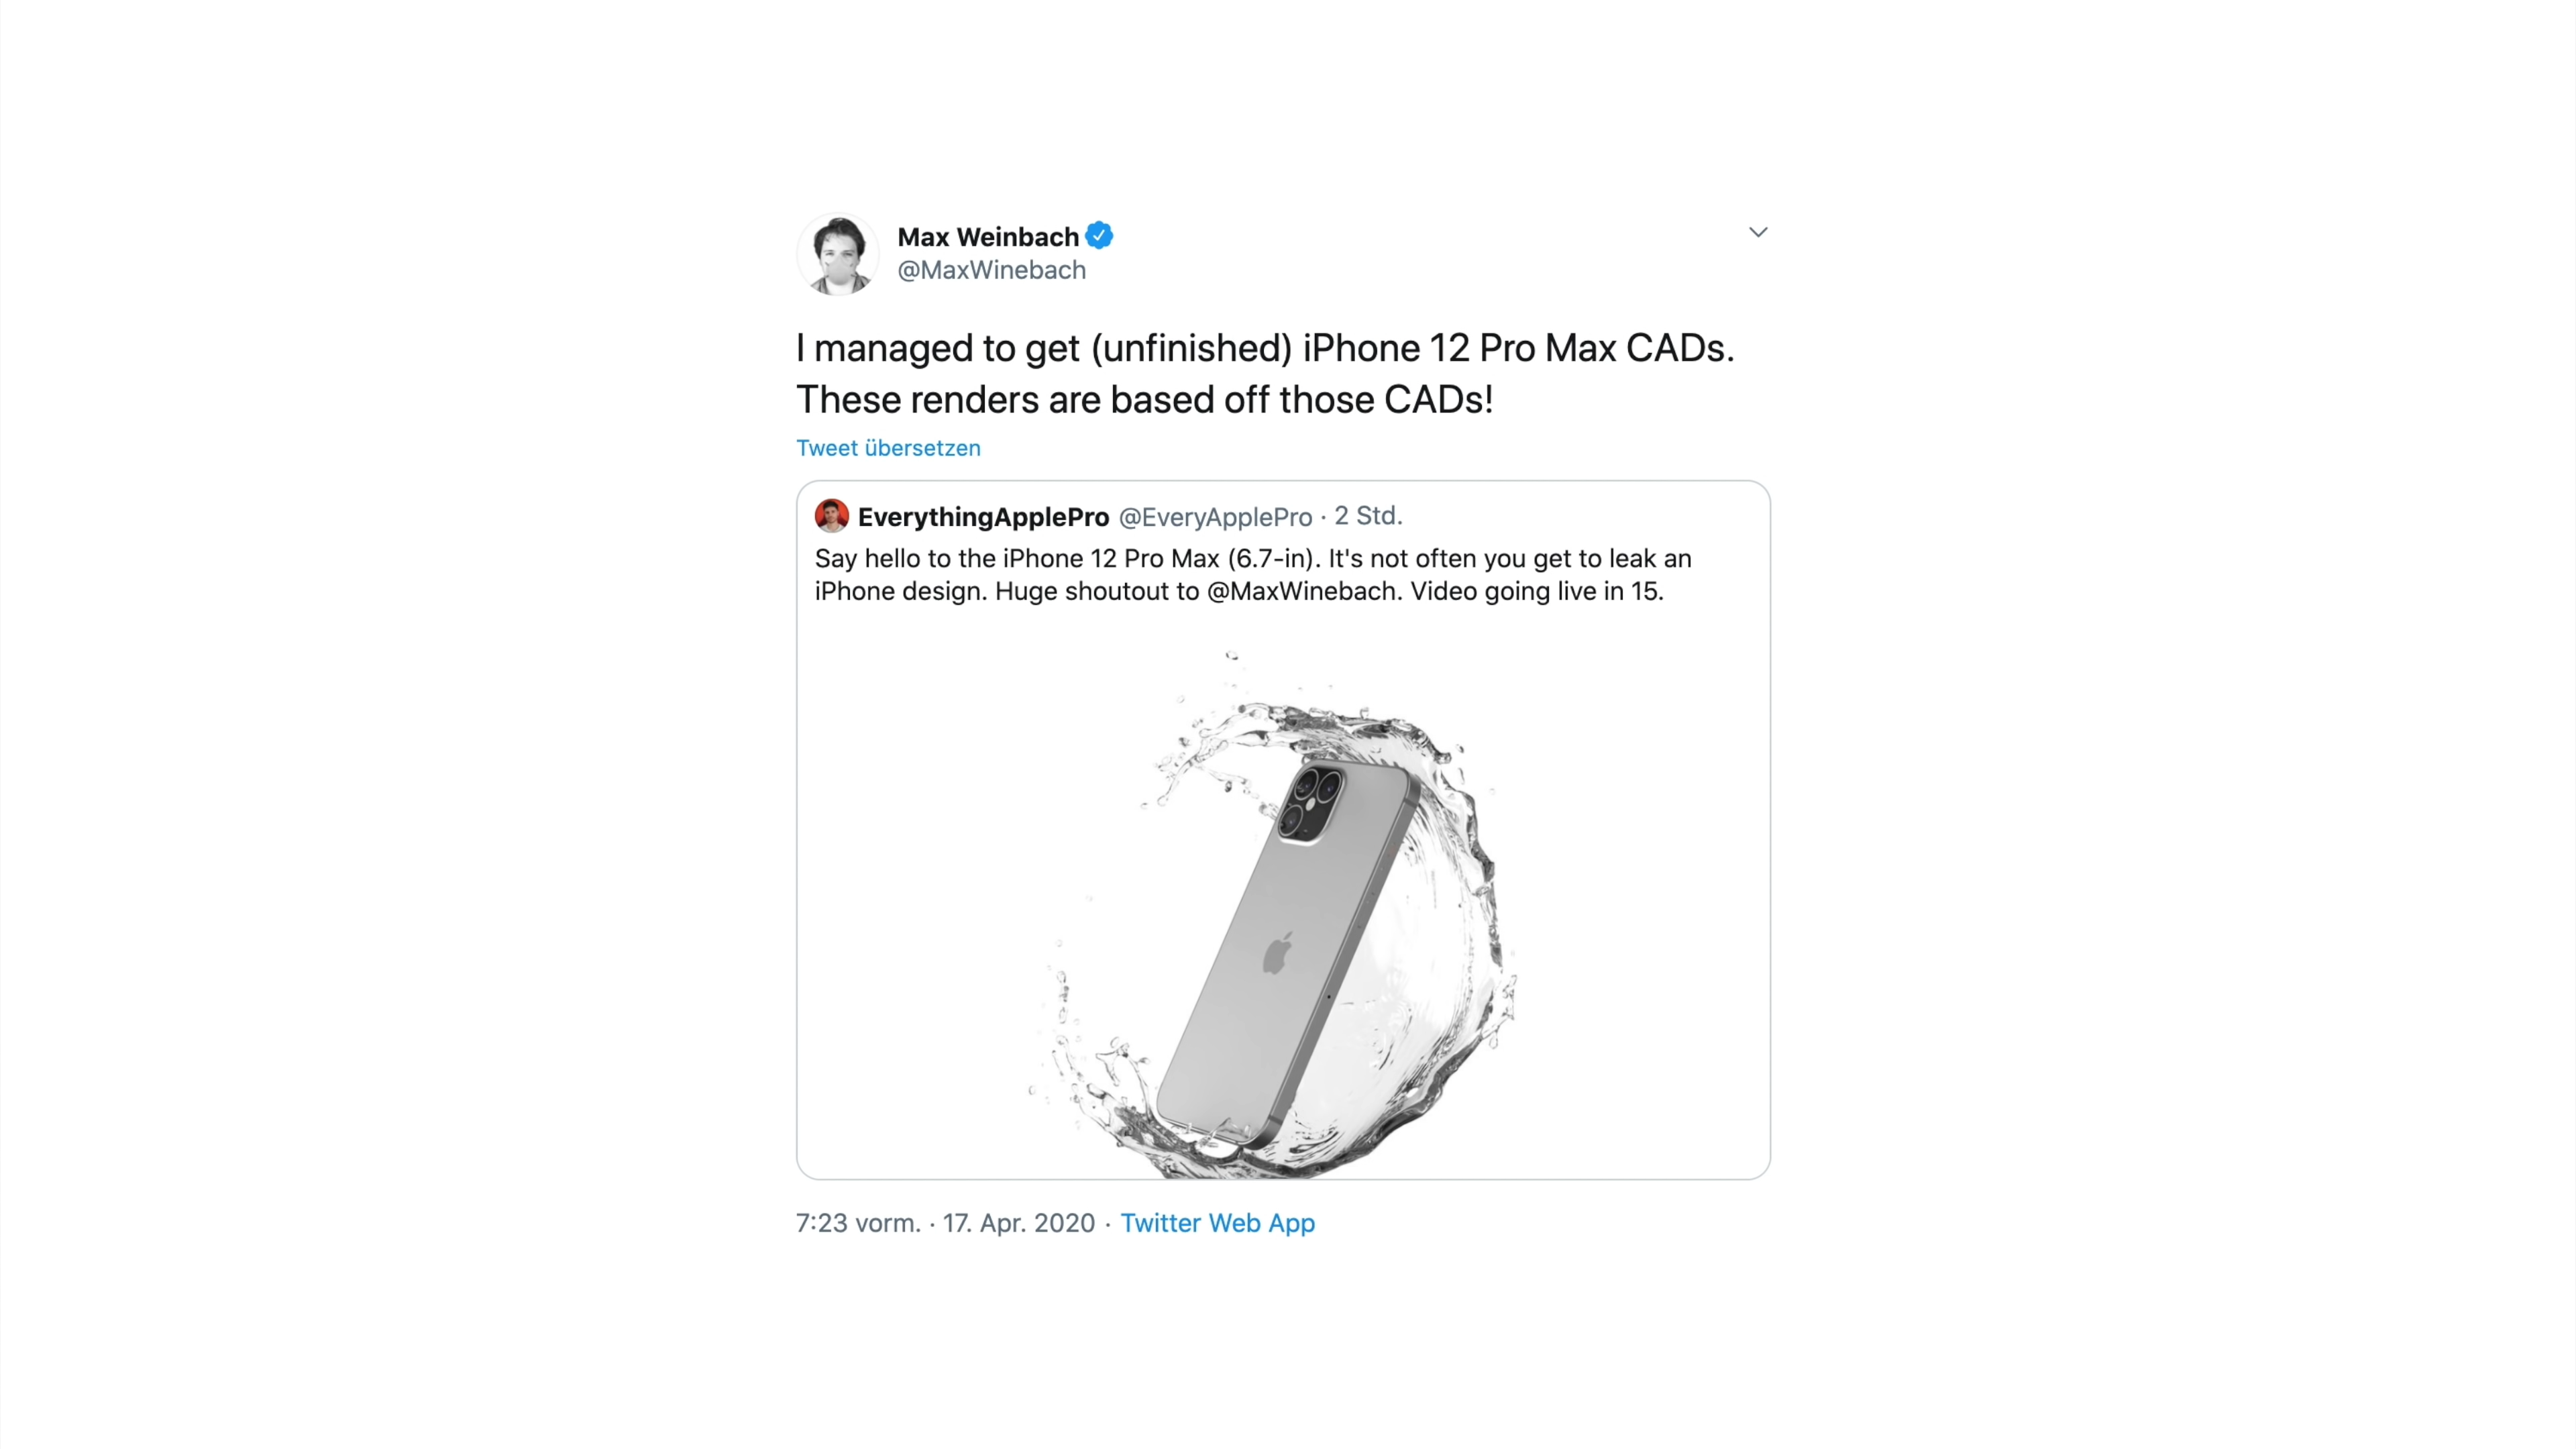 Max Weinbach
@MaxWinebach
I managed to get (unfinished) iPhone 12 Pro Max CADs.
These renders are based off those CADs!
Tweet übersetzen
EverythingApplePro @EveryApplePro · 2 Std.
Say hello to the iPhone 12 Pro Max (6.7-in). It's not often you get to leak an
iPhone design. Huge shoutout to @MaxWinebach. Video going live in 15.
7:23 vorm. · 17. Apr. 2020 · Twitter Web App